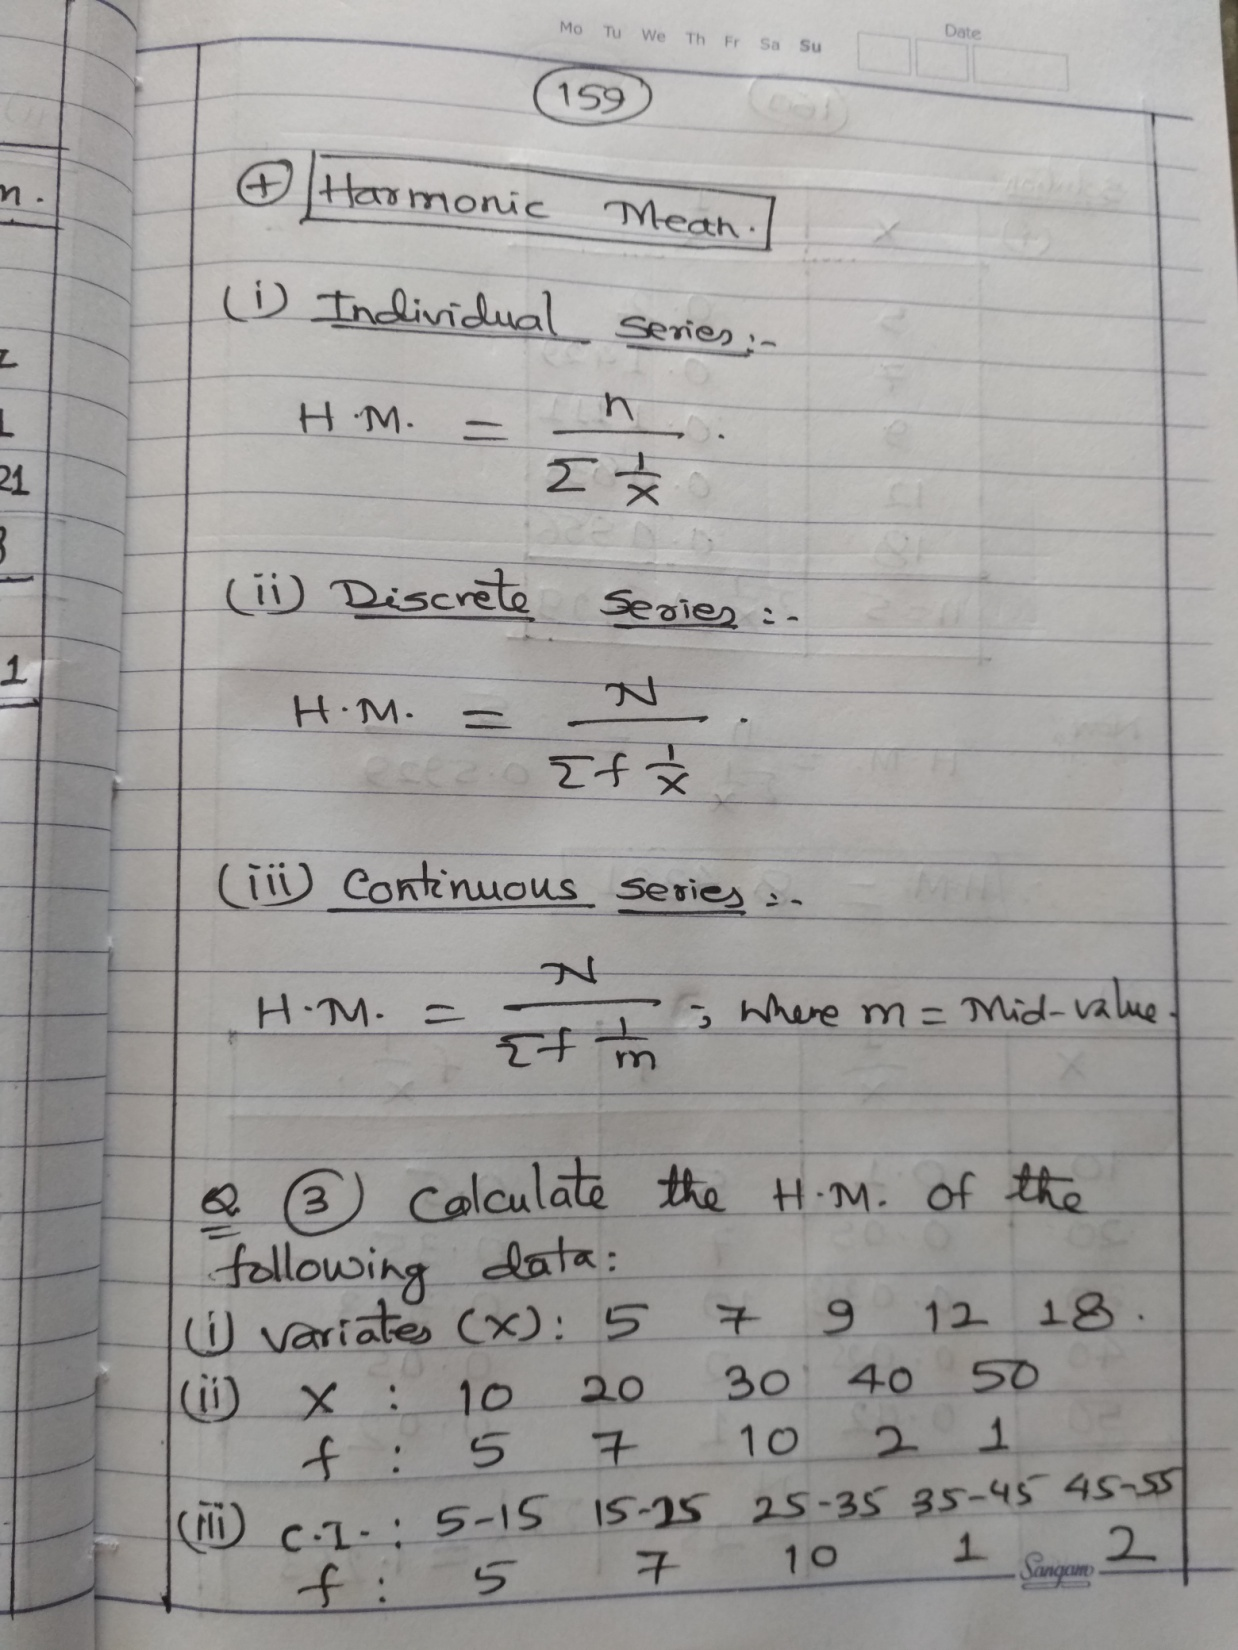 Mo Tu We Th Fr Sa Su Date
159
+ Harmonic Mean.
(i) Individual series:-
H.M. = n / Σ 1/x .
(ii) Discrete series:-
H.M. = N / Σf 1/x .
(iii) Continuous series:-
H.M. = N / Σf 1/m ; where m = Mid-value.
Q. (3) Calculate the H.M. of the
following data:
(i) variates (x): 5 7 9 12 18.
(ii) x : 10 20 30 40 50
f : 5 7 10 2 1
(iii) C.I.: 5-15 15-25 25-35 35-45 45-55
f : 5 7 10 1 2
Sangam
n.
1
21
1